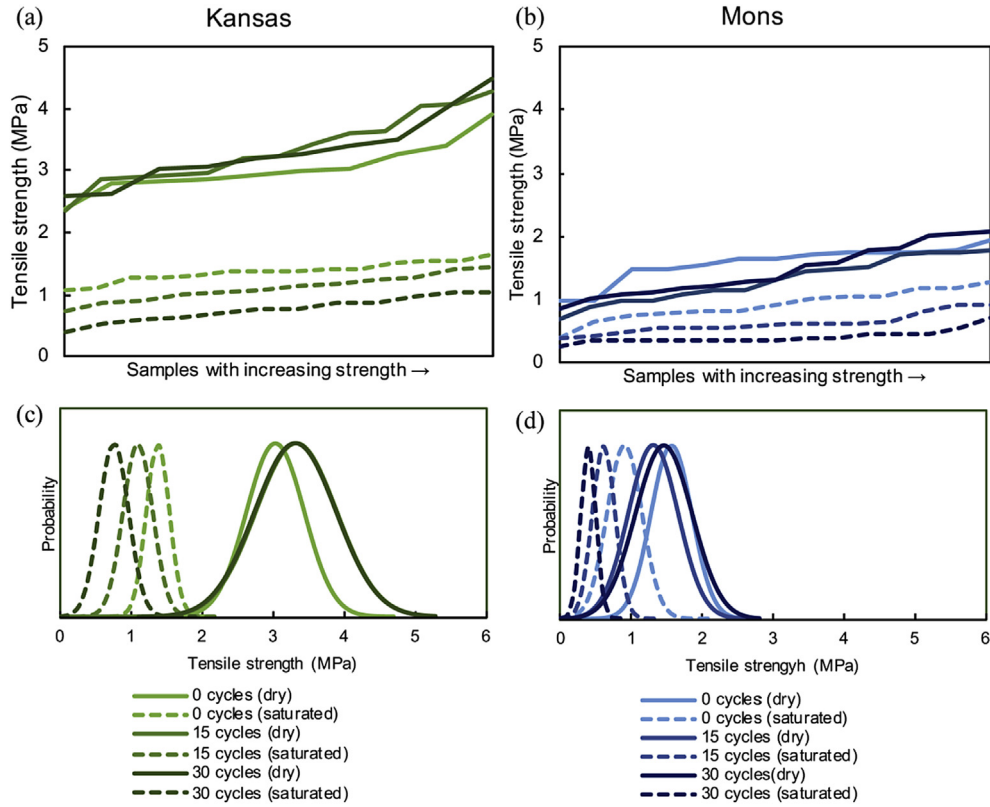 (a) Kansas
5
4
3
2
1
0
Tensile strength (MPa)
Samples with increasing strength →
(b) Mons
5
4
3
2
1
0
Tensile strength (MPa)
Samples with increasing strength →
(c)
Probability
0 1 2 3 4 5 6
Tensile strength (MPa)
0 cycles (dry)
0 cycles (saturated)
15 cycles (dry)
15 cycles (saturated)
30 cycles (dry)
30 cycles (saturated)
(d)
Probability
0 1 2 3 4 5 6
Tensile strengyh (MPa)
0 cycles (dry)
0 cycles (saturated)
15 cycles (dry)
15 cycles (saturated)
30 cycles(dry)
30 cycles (saturated)